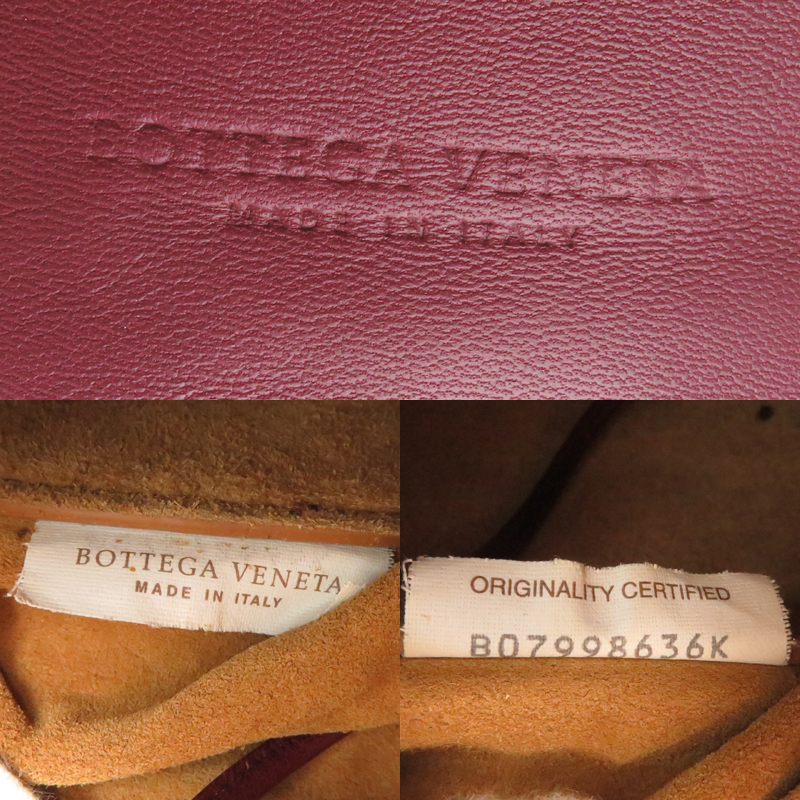 BOTTEGA VENETA
MADE IN ITALY
BOTTEGA VENETA
MADE IN ITALY
ORIGINALITY CERTIFIED
B07998636K